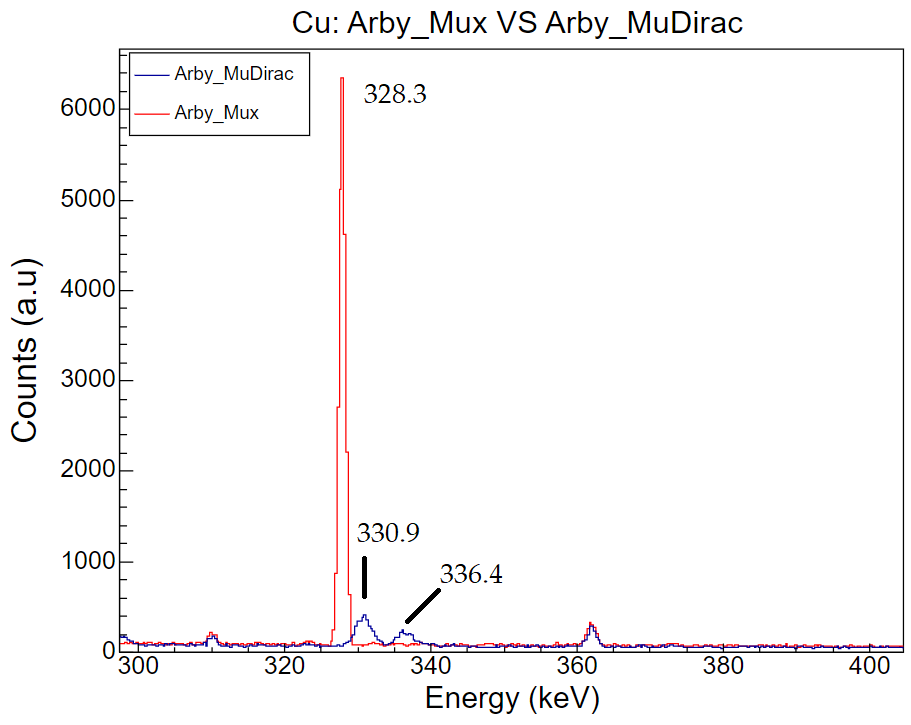 Cu: Arby_Mux VS Arby_MuDirac
Arby_MuDirac
Arby_Mux
328.3
330.9
336.4
6000
5000
4000
3000
2000
1000
0
Counts (a.u)
300 320 340 360 380 400
Energy (keV)